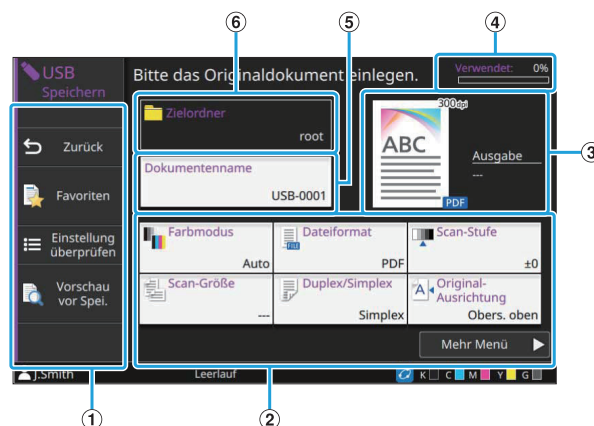 ⑥
⑤
④
USB
Speichern
Bitte das Originaldokument einlegen.
Verwendet: 0%
Zielordner
root
300dpi
ABC
PDF
Ausgabe
---
③
Zurück
Dokumentenname
USB-0001
Favoriten
Einstellung
überprüfen
Vorschau
vor Spei.
Farbmodus
Auto
Dateiformat
FILE
PDF
Scan-Stufe
±0
Scan-Größe
---
Duplex/Simplex
Simplex
A
Original-
Ausrichtung
Obers. oben
Mehr Menü
J.Smith
Leerlauf
K C M Y G
①
②